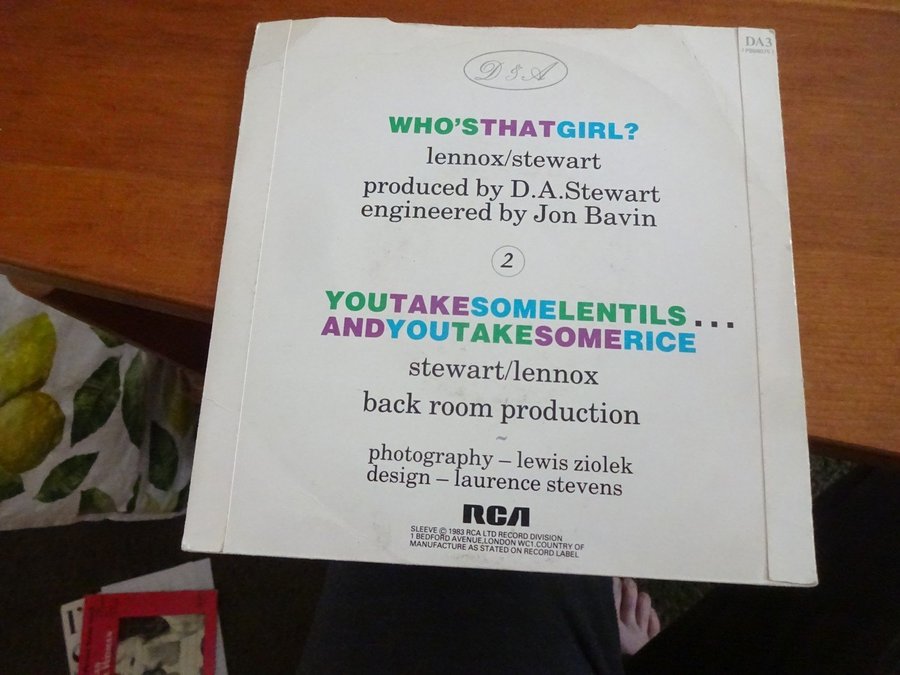 D & A
DA3
WHO'STHATGIRL?
lennox/stewart
produced by D.A.Stewart
engineered by Jon Bavin
2
YOUTAKESOMELENTILS...
ANDYOUTAKESOMERICE
stewart/lennox
back room production
~
photography – lewis ziolek
design – laurence stevens
RCA
SLEEVE © 1983 RCA LTD RECORD DIVISION
1 BEDFORD AVENUE,LONDON WC1.COUNTRY OF
MANUFACTURE AS STATED ON RECORD LABEL